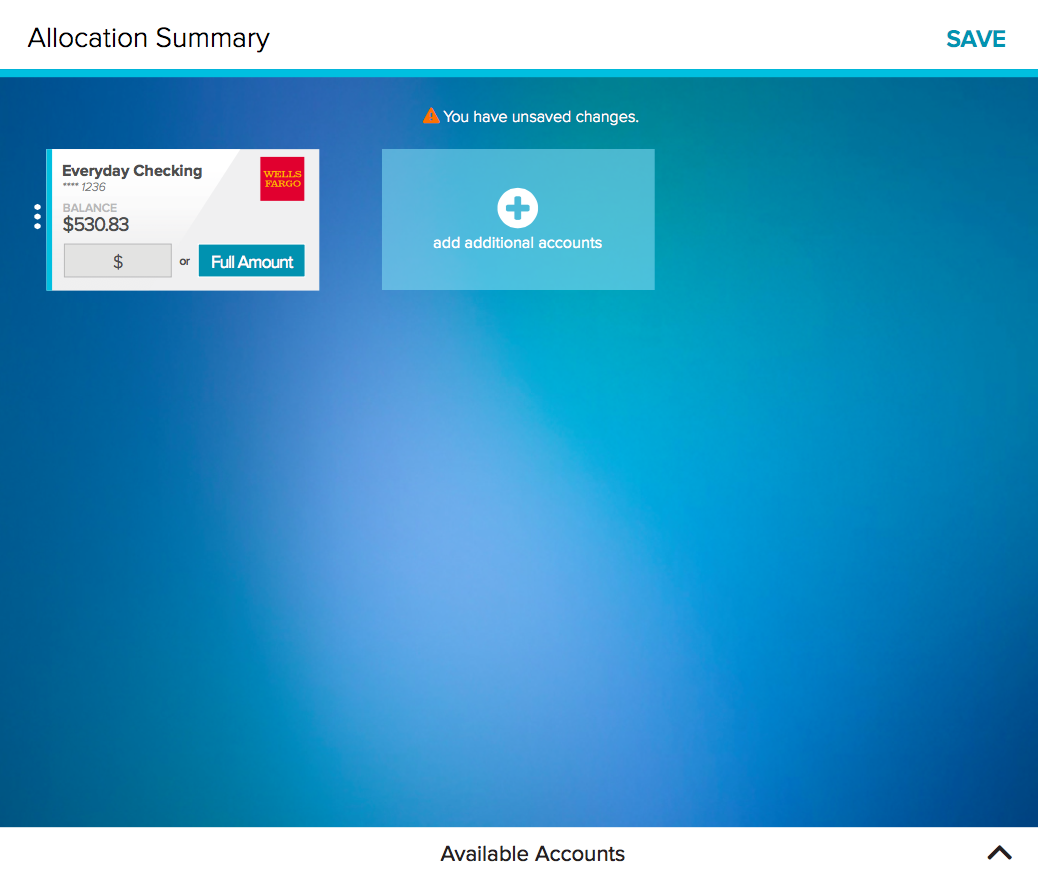 Allocation Summary
SAVE
You have unsaved changes.
Everyday Checking
**** 1236
WELLS
FARGO
BALANCE
$530.83
$
or
Full Amount
add additional accounts
Available Accounts